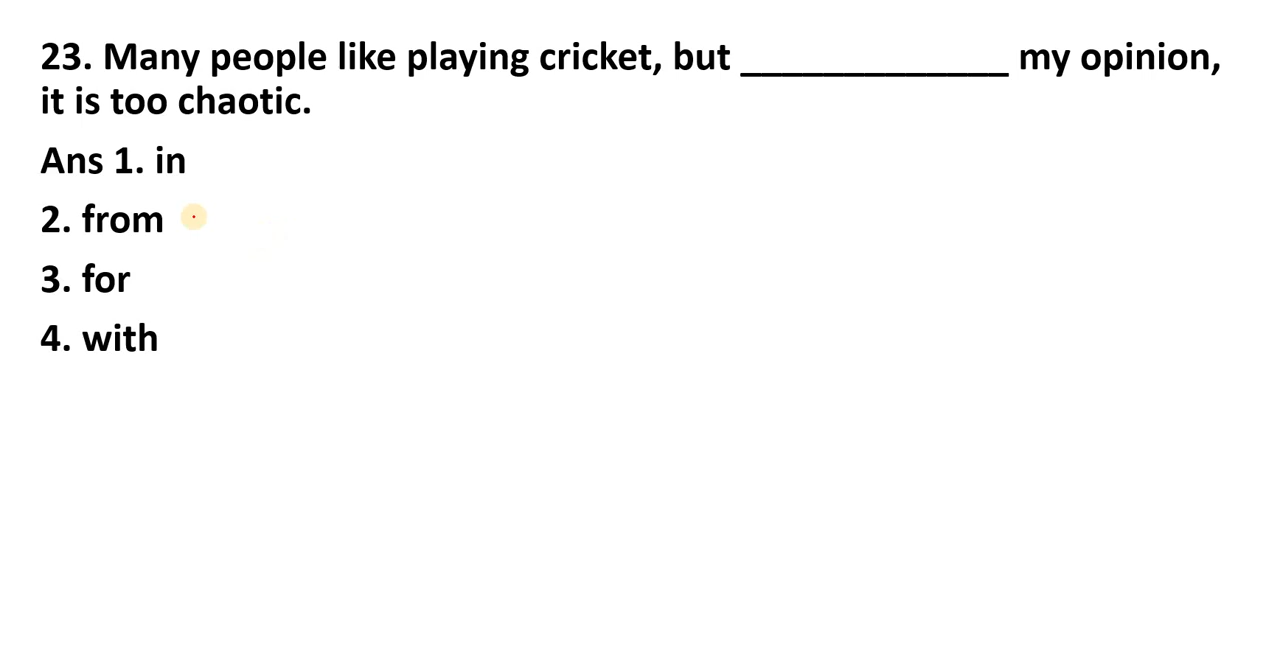 23. Many people like playing cricket, but _____________ my opinion,
it is too chaotic.
Ans 1. in
2. from
3. for
4. with